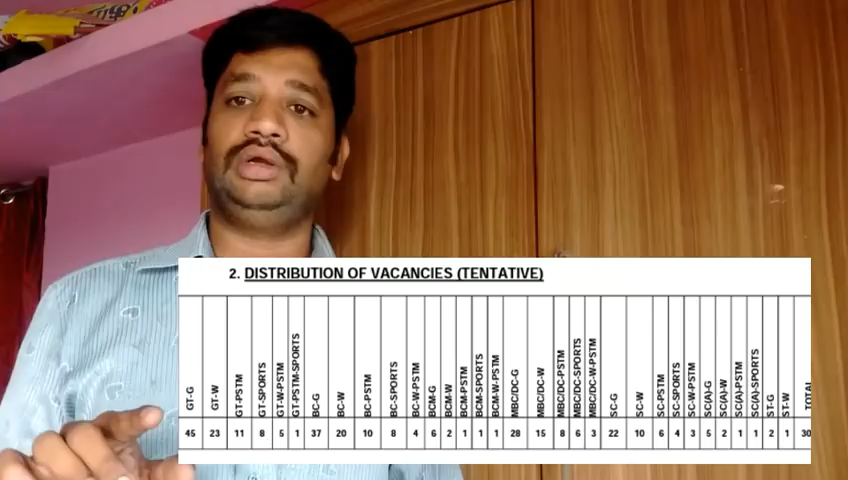 2. DISTRIBUTION OF VACANCIES (TENTATIVE)
GT-G GT-W GT-PSTM GT-SPORTS GT-W-PSTM GT-PSTM-SPORTS BC-G BC-W BC-PSTM BC-SPORTS BC-W-PSTM BCM-G BCM-W BCM-PSTM BCM-SPORTS BCM-W-PSTM MBC/DC-G MBC/DC-W MBC/DC-PSTM MBC/DC-SPORTS MBC/DC-W-PSTM SC-G SC-W SC-PSTM SC-SPORTS SC-W-PSTM SC(A)-G SC(A)-W SC(A)-PSTM SC(A)-SPORTS ST-G ST-W TOTAL
45 23 11 8 5 1 37 20 10 8 4 6 2 1 1 1 28 15 8 6 3 22 10 6 4 3 5 2 1 1 2 1 30